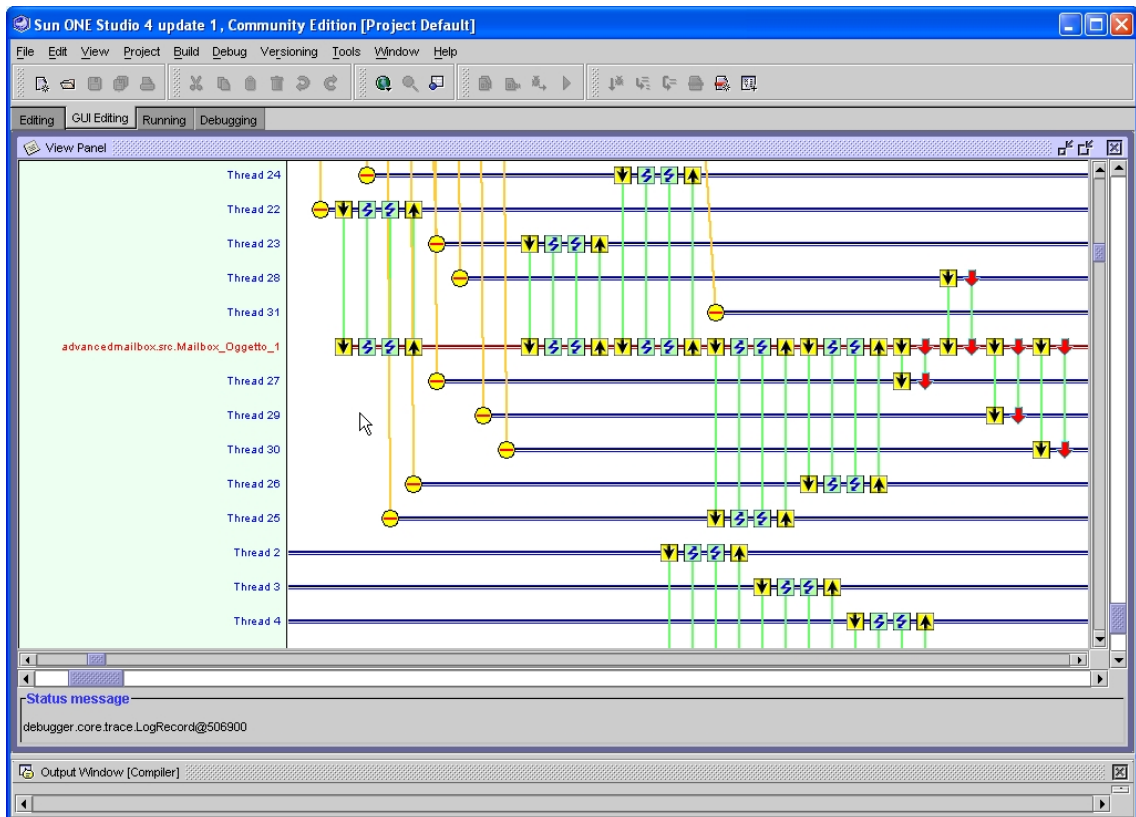 Sun ONE Studio 4 update 1 , Community Edition [Project Default]
File Edit View Project Build Debug Versioning Tools Window Help
Editing GUI Editing Running Debugging
View Panel
Thread 24
Thread 22
Thread 23
Thread 28
Thread 31
advancedmailbox.src.Mailbox_Oggetto_1
Thread 27
Thread 29
Thread 30
Thread 26
Thread 25
Thread 2
Thread 3
Thread 4
Status message
debugger.core.trace.LogRecord@506900
Output Window [Compiler]